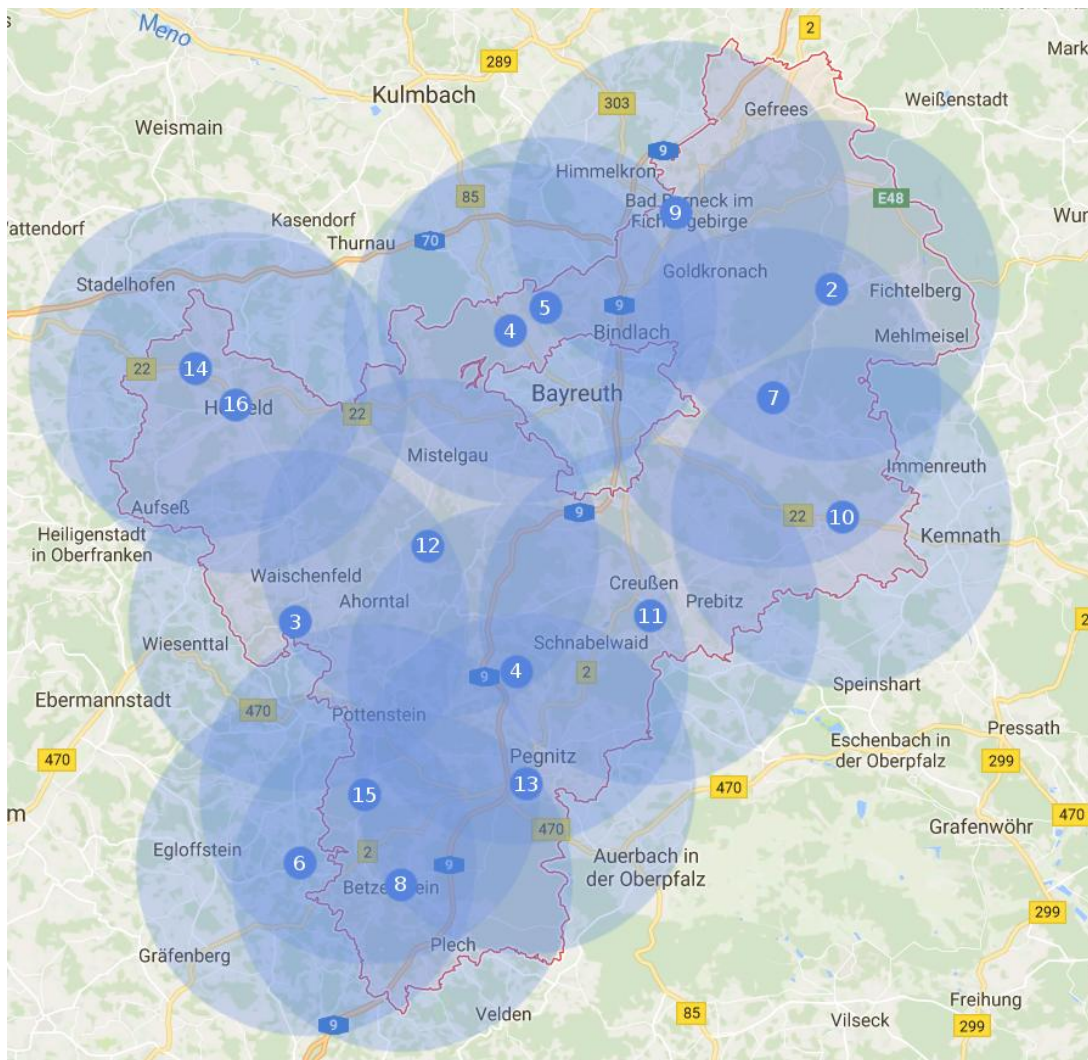 2
Mark
Meno
289
Kulmbach
Weißenstadt
Gefrees
303
Weismain
9
Himmelkron
85
E48
Bad Berneck im
Fichtelgebirge
9
Wun
Kasendorf
Thurnau
70
Goldkronach
Stadelhofen
2
Fichtelberg
5
9
4
Bindlach
Mehlmeisel
22
14
Bayreuth
7
16
22
Mistelgau
Immenreuth
Aufseß
9
22
10
Heiligenstadt
in Oberfranken
12
Kemnath
Waischenfeld
Creußen
Ahorntal
Prebitz
11
3
2
Wiesenttal
Schnabelwaid
4
9
2
Ebermannstadt
Speinshart
470
Pottenstein
Pressath
Eschenbach in
der Oberpfalz
470
Pegnitz
299
13
470
15
470
470
Grafenwöhr
Egloffstein
2
6
9
Auerbach in
der Oberpfalz
8
Betzenstein
299
Plech
Gräfenberg
Freihung
Velden
85
Vilseck
9
299